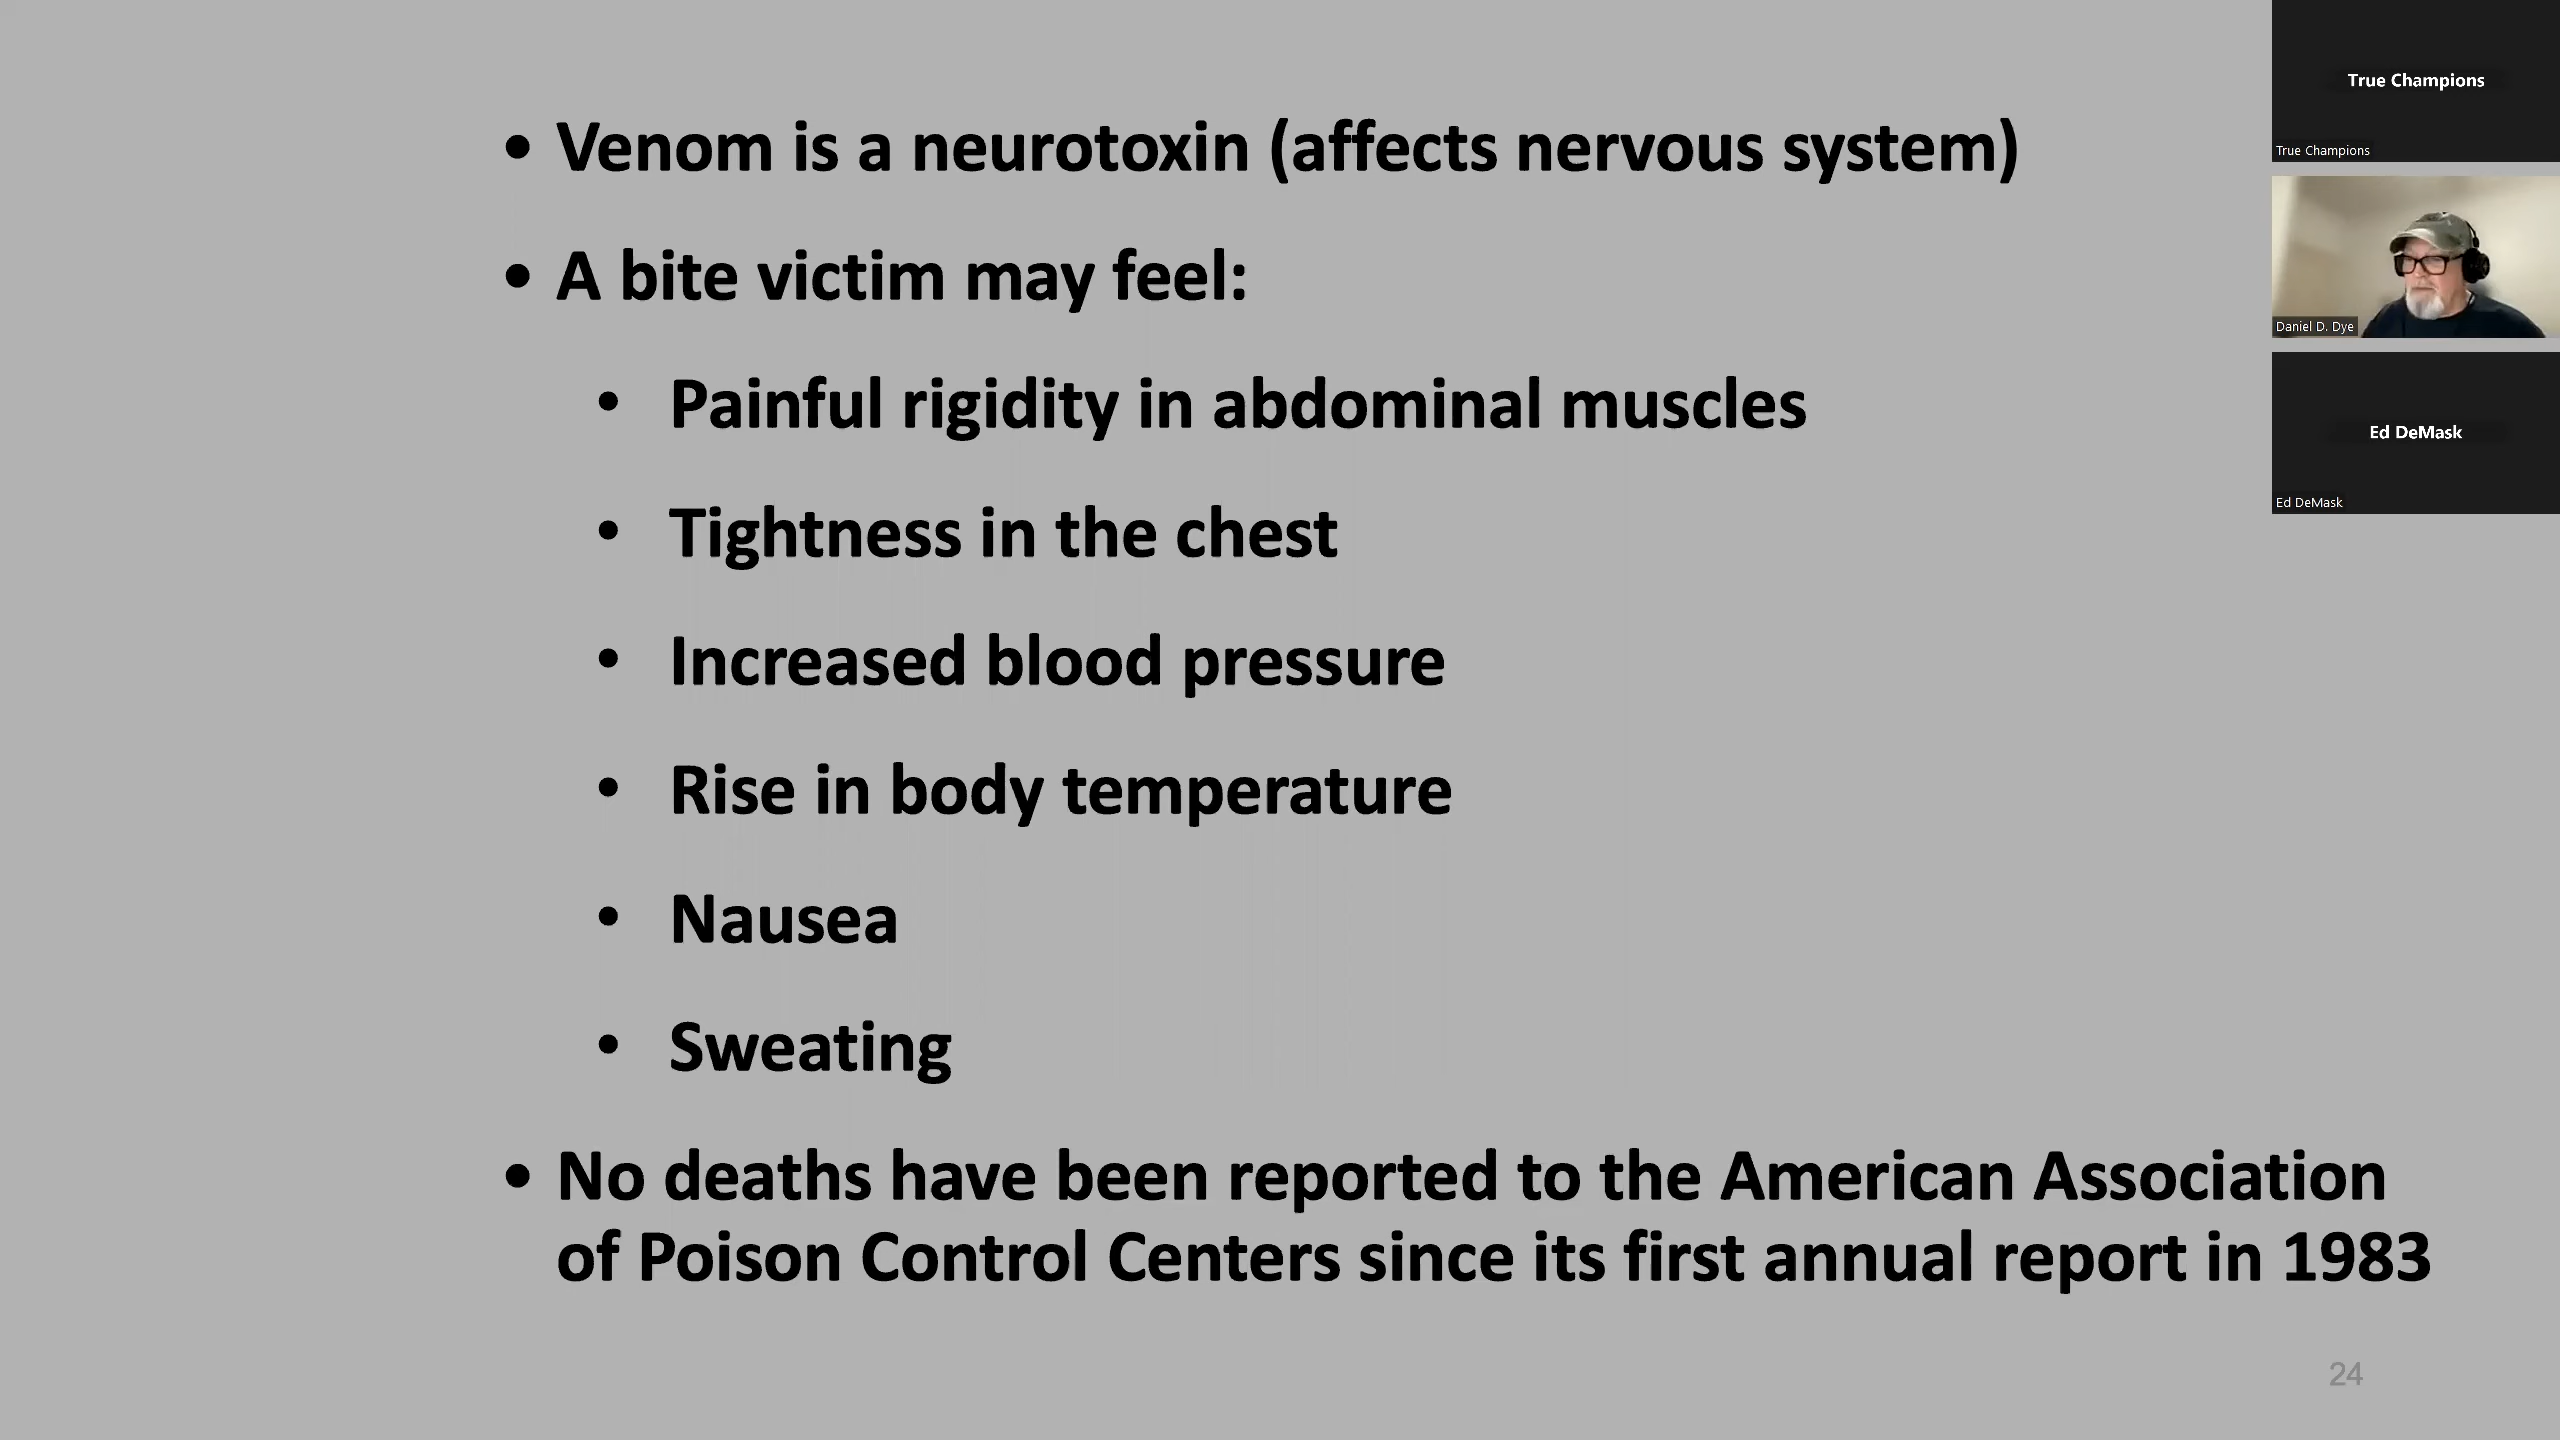 • Venom is a neurotoxin (affects nervous system)
• A bite victim may feel:
• Painful rigidity in abdominal muscles
• Tightness in the chest
• Increased blood pressure
• Rise in body temperature
• Nausea
• Sweating
• No deaths have been reported to the American Association
of Poison Control Centers since its first annual report in 1983
24
True Champions
True Champions
Daniel D. Dye
Ed DeMask
Ed DeMask